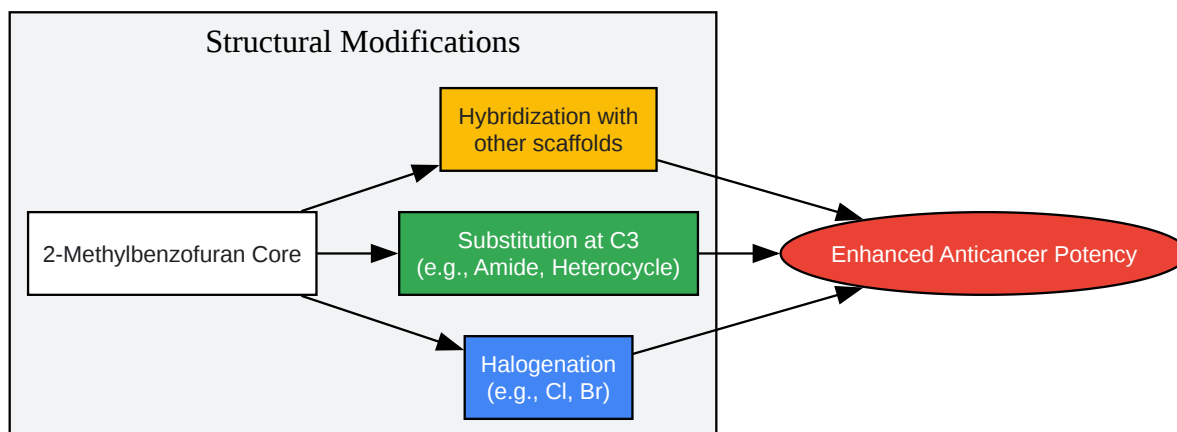 Structural Modifications
Hybridization with
other scaffolds
2-Methylbenzofuran Core
Substitution at C3
(e.g., Amide, Heterocycle)
Enhanced Anticancer Potency
Halogenation
(e.g., Cl, Br)